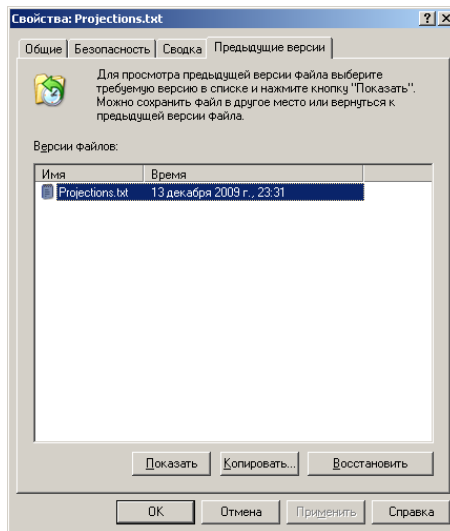 Свойства: Projections.txt
Общие Безопасность Сводка Предыдущие версии
Для просмотра предыдущей версии файла выберите
требуемую версию в списке и нажмите кнопку "Показать".
Можно сохранить файл в другое место или вернуться к
предыдущей версии файла.
Версии файлов:
Имя Время
Projections.txt 13 декабря 2009 г., 23:31
Показать Копировать... Восстановить
OK Отмена Применить Справка